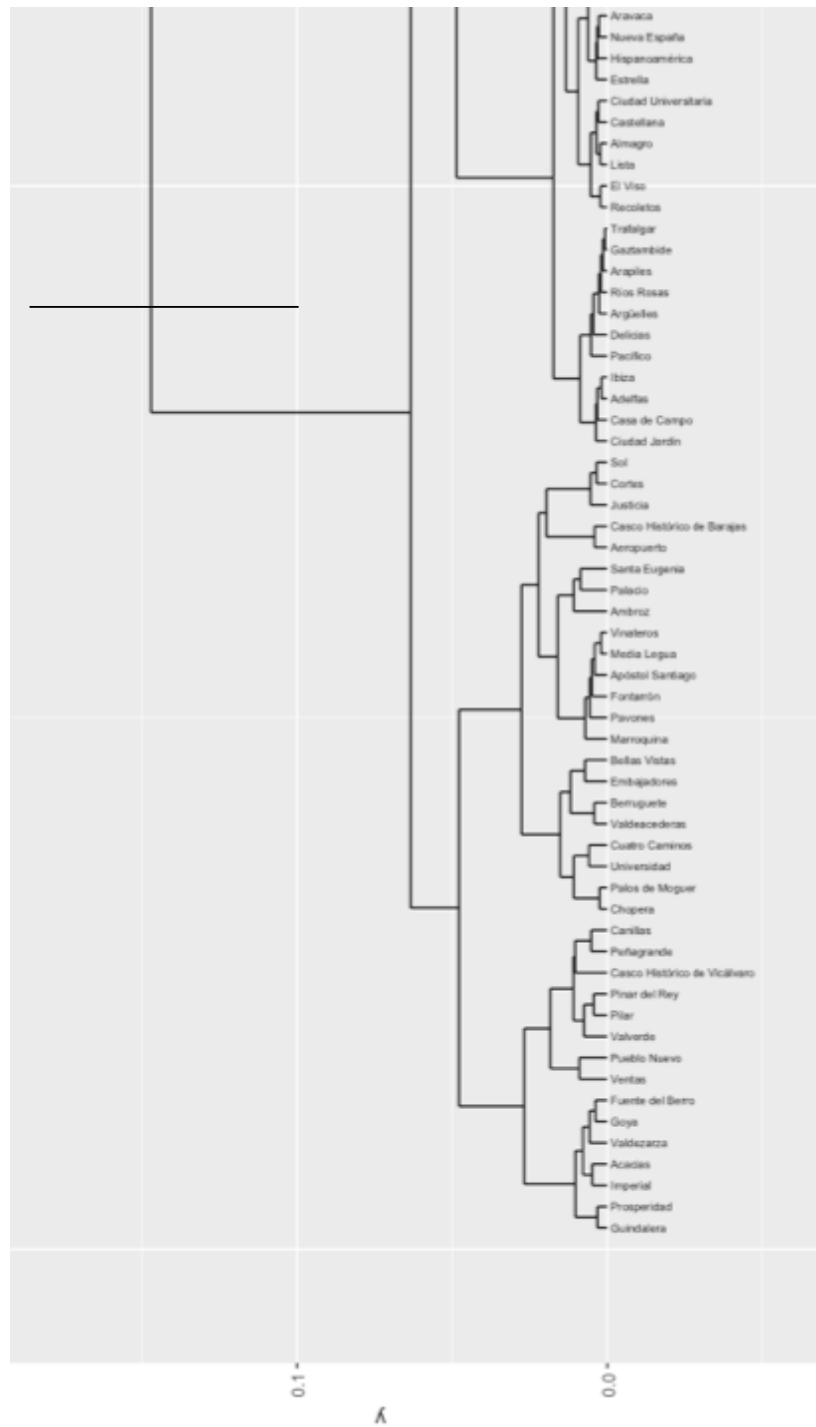 Aravaca
Nueva España
Hispanoamérica
Estrella
Ciudad Universitaria
Castellana
Almagro
Lista
El Viso
Recoletos
Trafalgar
Gaztambide
Arapiles
Ríos Rosas
Argüelles
Delicias
Pacífico
Ibiza
Adelfas
Casa de Campo
Ciudad Jardín
Sol
Cortes
Justicia
Casco Histórico de Barajas
Aeropuerto
Santa Eugenia
Palacio
Ambroz
Vinateros
Media Legua
Apóstol Santiago
Fontarrón
Pavones
Marroquina
Bellas Vistas
Embajadores
Berruguete
Valdeacederas
Cuatro Caminos
Universidad
Palos de Moguer
Chopera
Canillas
Peñagrande
Casco Histórico de Vicálvaro
Pinar del Rey
Pilar
Valverde
Pueblo Nuevo
Ventas
Fuente del Berro
Goya
Valdezarza
Acacias
Imperial
Prosperidad
Guindalera
0.1
0.0
y